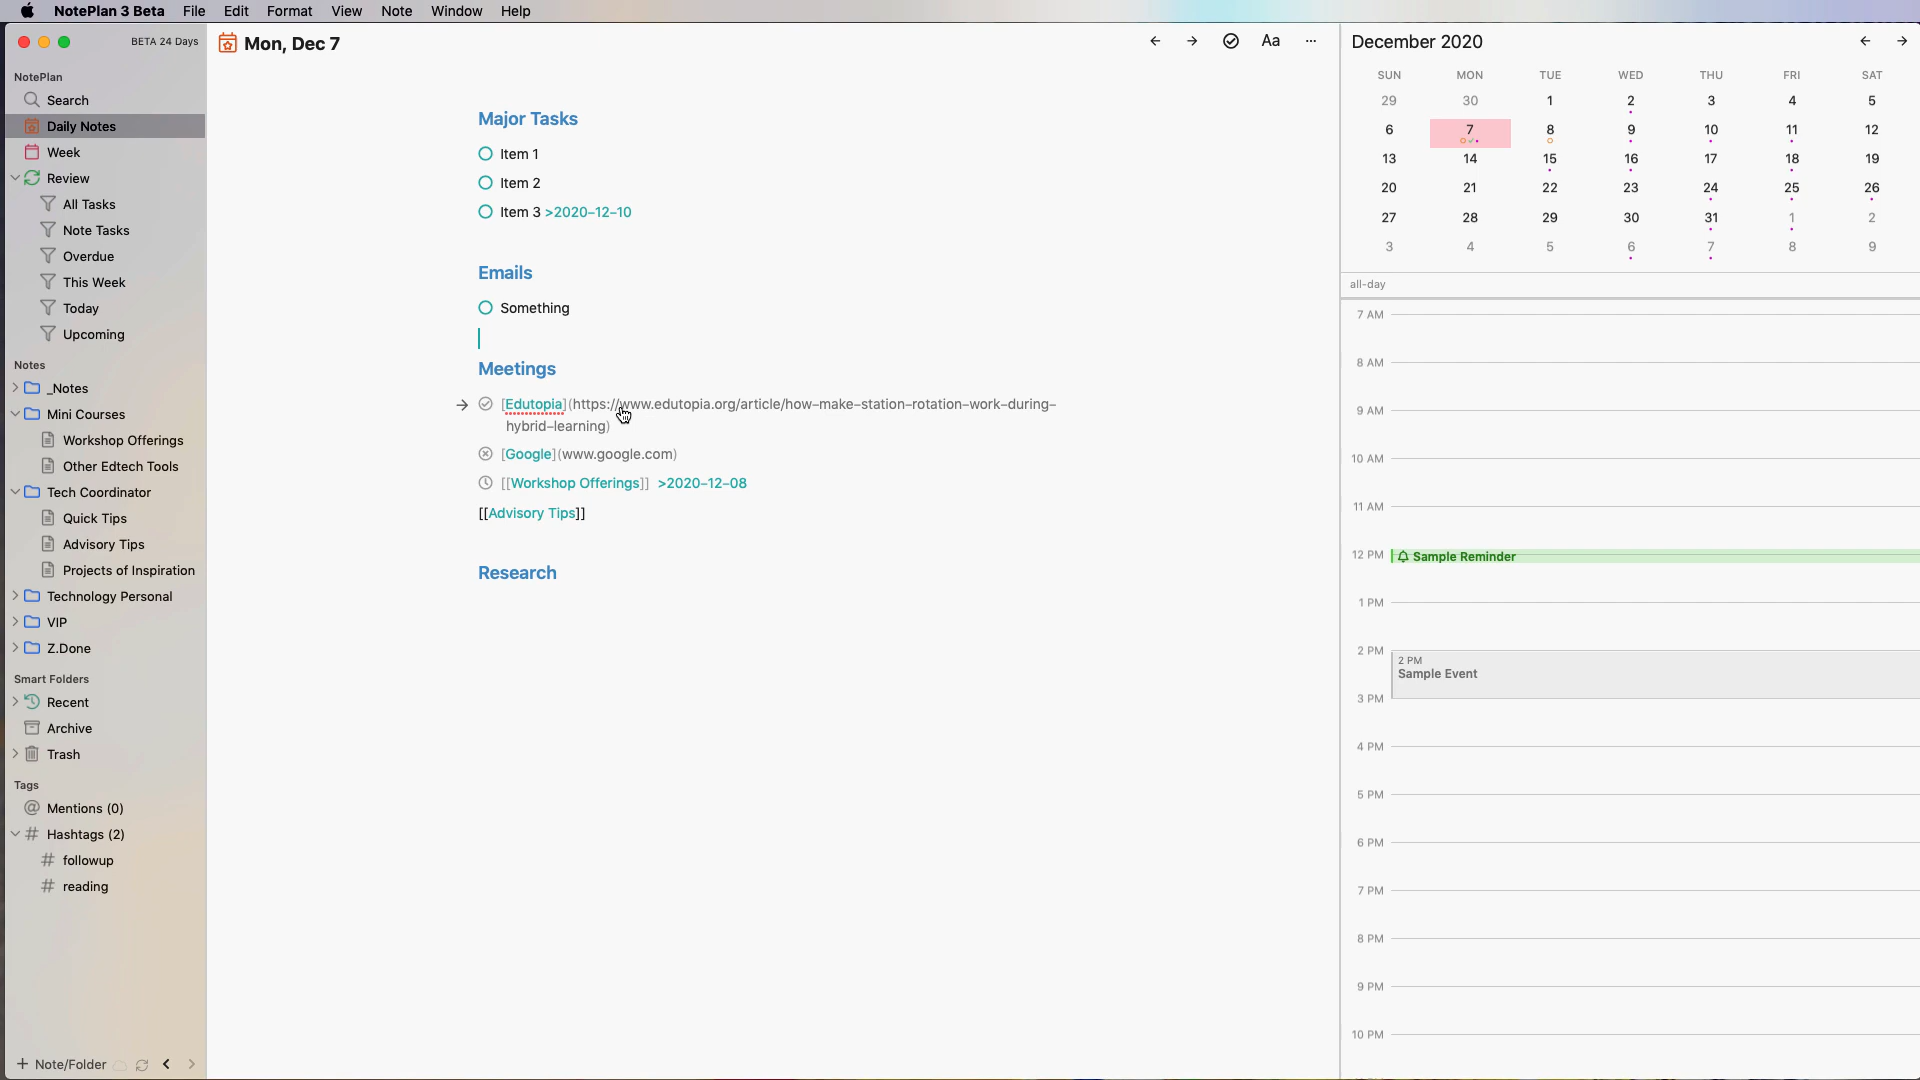 NotePlan 3 Beta File Edit Format View Note Window Help
BETA 24 Days
NotePlan
Search
Daily Notes
Week
Review
All Tasks
Note Tasks
Overdue
This Week
Today
Upcoming
Notes
_Notes
Mini Courses
Workshop Offerings
Other Edtech Tools
Tech Coordinator
Quick Tips
Advisory Tips
Projects of Inspiration
Technology Personal
VIP
Z.Done
Smart Folders
Recent
Archive
Trash
Tags
Mentions (0)
# Hashtags (2)
# followup
# reading
+ Note/Folder
Mon, Dec 7
Aa
Major Tasks
Item 1
Item 2
Item 3 >2020-12-10
Emails
Something
Meetings
[Edutopia](https://www.edutopia.org/article/how-make-station-rotation-work-during-
hybrid-learning)
[Google](www.google.com)
[[Workshop Offerings]] >2020-12-08
[[Advisory Tips]]
Research
December 2020
SUN MON TUE WED THU FRI SAT
29 30 1 2 3 4 5
6 7 8 9 10 11 12
13 14 15 16 17 18 19
20 21 22 23 24 25 26
27 28 29 30 31 1 2
3 4 5 6 7 8 9
all-day
7 AM
8 AM
9 AM
10 AM
11 AM
12 PM Sample Reminder
1 PM
2 PM 2 PM
Sample Event
3 PM
4 PM
5 PM
6 PM
7 PM
8 PM
9 PM
10 PM